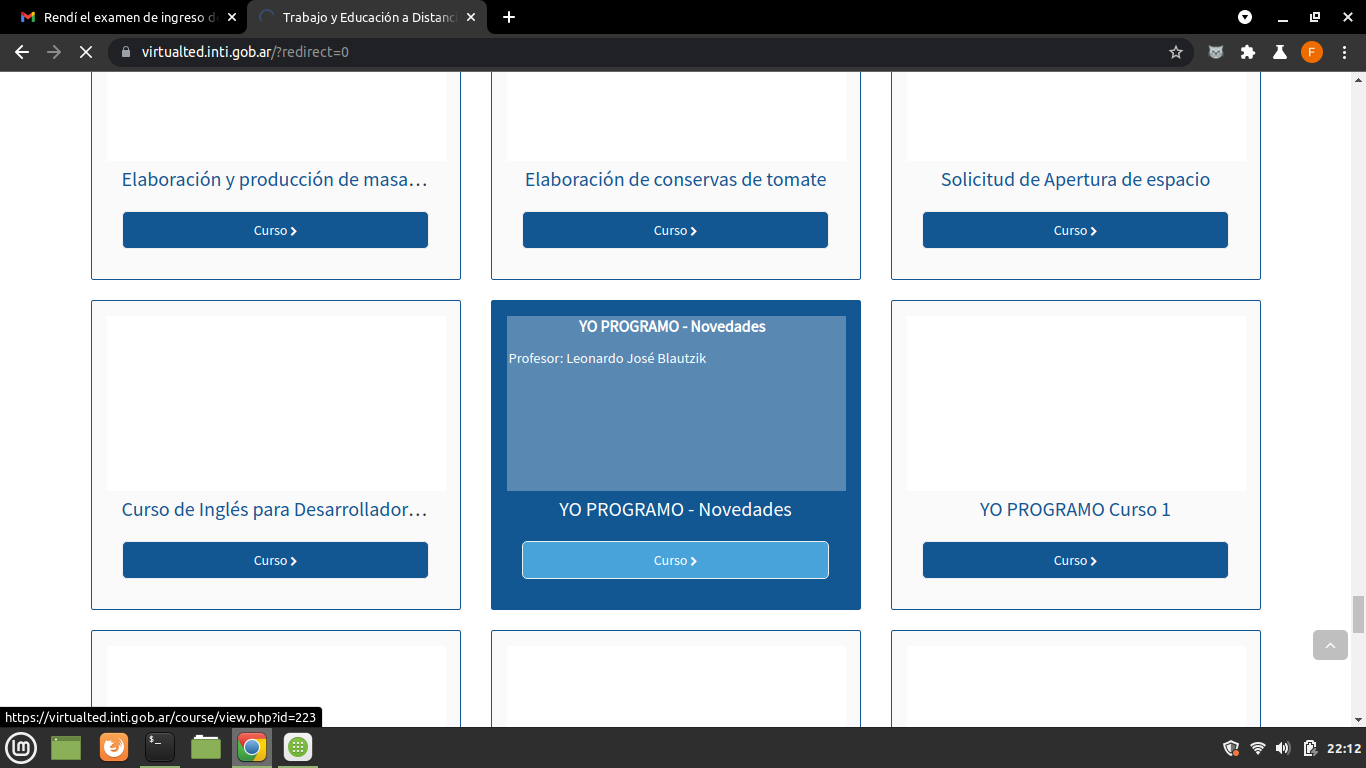 Rendí el examen de ingreso d
Trabajo y Educación a Distanc
virtualted.inti.gob.ar/?redirect=0
F
Elaboración y producción de masa...
Elaboración de conservas de tomate
Solicitud de Apertura de espacio
Curso
Curso
Curso
YO PROGRAMO - Novedades
Profesor: Leonardo José Blautzik
Curso de Inglés para Desarrollador...
YO PROGRAMO - Novedades
YO PROGRAMO Curso 1
Curso
Curso
Curso
https://virtualted.inti.gob.ar/course/view.php?id=223
22:12